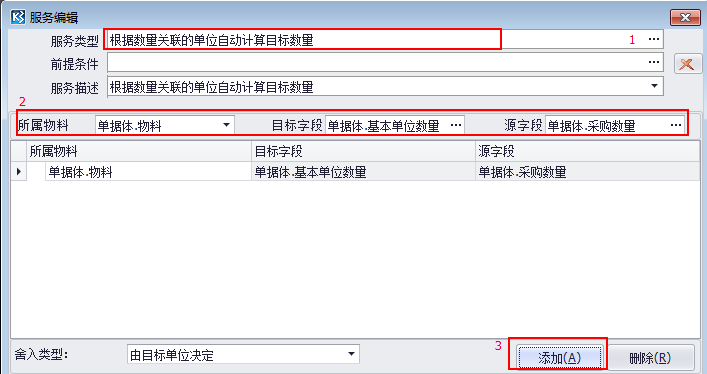 服务编辑
服务类型 根据数量关联的单位自动计算目标数量 1 ...
前提条件 ...
服务描述 根据数量关联的单位自动计算目标数量
2
所属物料 单据体.物料 目标字段 单据体.基本单位数量 ... 源字段 单据体.采购数量 ...
所属物料 目标字段 源字段
单据体.物料 单据体.基本单位数量 单据体.采购数量
舍入类型: 由目标单位决定 3 添加(A) 删除(R)